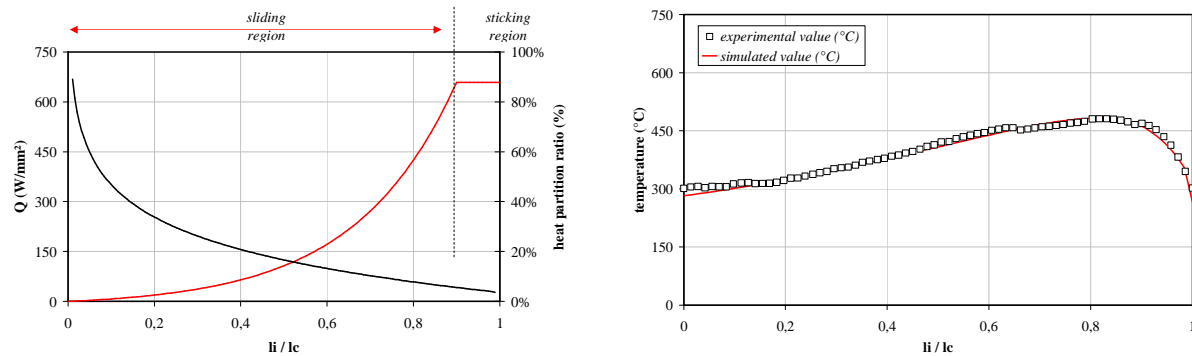 sliding
region
sticking
region
Q (W/mm²)
750
600
450
300
150
0
100%
80%
60%
40%
20%
0%
heat partition ratio (%)
0
0,2
0,4
0,6
0,8
1
li / lc
temperature (°C)
750
600
450
300
150
0
experimental value (°C)
simulated value (°C)
0
0,2
0,4
0,6
0,8
1
li / lc